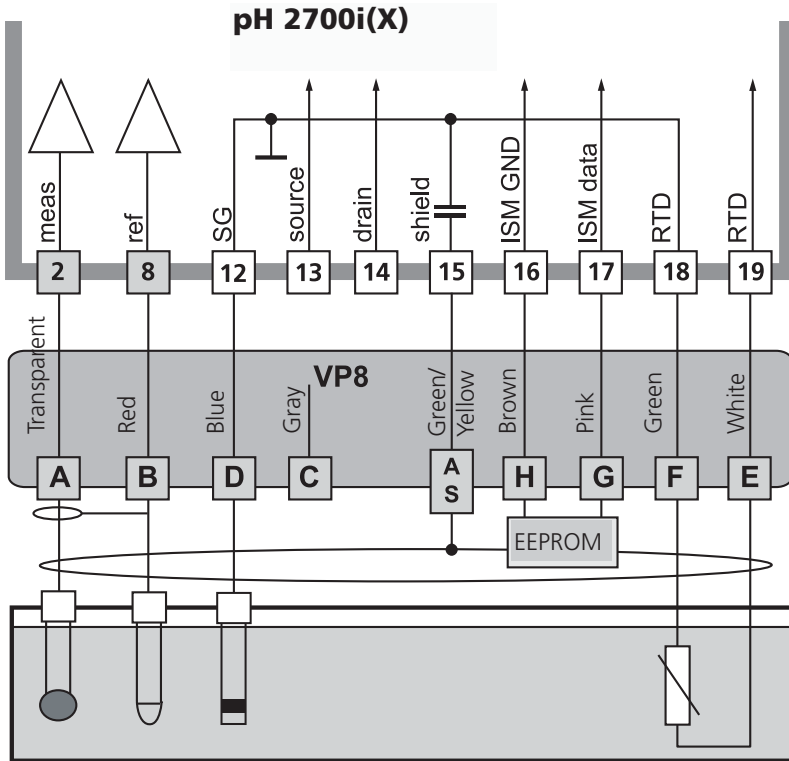 pH 2700i(X)
meas
ref
SG
source
drain
shield
ISM GND
ISM data
RTD
RTD
2
8
12
13
14
15
16
17
18
19
VP8
Transparent
Red
Blue
Gray
Green/
Yellow
Brown
Pink
Green
White
A
B
D
C
A
S
H
G
F
E
EEPROM